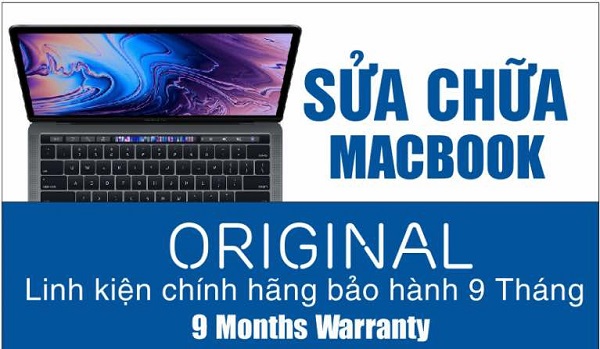 SỬA CHỮA
MACBOOK
ORIGINAL
Linh kiện chính hãng bảo hành 9 Tháng
9 Months Warranty